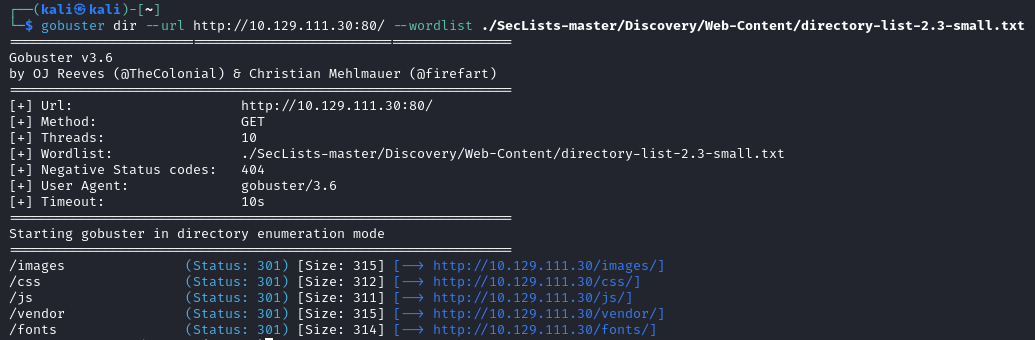 ┌──(kali㉿kali)-[~]
└─$ gobuster dir --url http://10.129.111.30:80/ --wordlist ./SecLists-master/Discovery/Web-Content/directory-list-2.3-small.txt
===============================================================
Gobuster v3.6
by OJ Reeves (@TheColonial) & Christian Mehlmauer (@firefart)
===============================================================
[+] Url:                     http://10.129.111.30:80/
[+] Method:                  GET
[+] Threads:                 10
[+] Wordlist:                ./SecLists-master/Discovery/Web-Content/directory-list-2.3-small.txt
[+] Negative Status codes:   404
[+] User Agent:              gobuster/3.6
[+] Timeout:                 10s
===============================================================
Starting gobuster in directory enumeration mode
===============================================================
/images               (Status: 301) [Size: 315] [--> http://10.129.111.30/images/]
/css                  (Status: 301) [Size: 312] [--> http://10.129.111.30/css/]
/js                   (Status: 301) [Size: 311] [--> http://10.129.111.30/js/]
/vendor               (Status: 301) [Size: 315] [--> http://10.129.111.30/vendor/]
/fonts                (Status: 301) [Size: 314] [--> http://10.129.111.30/fonts/]